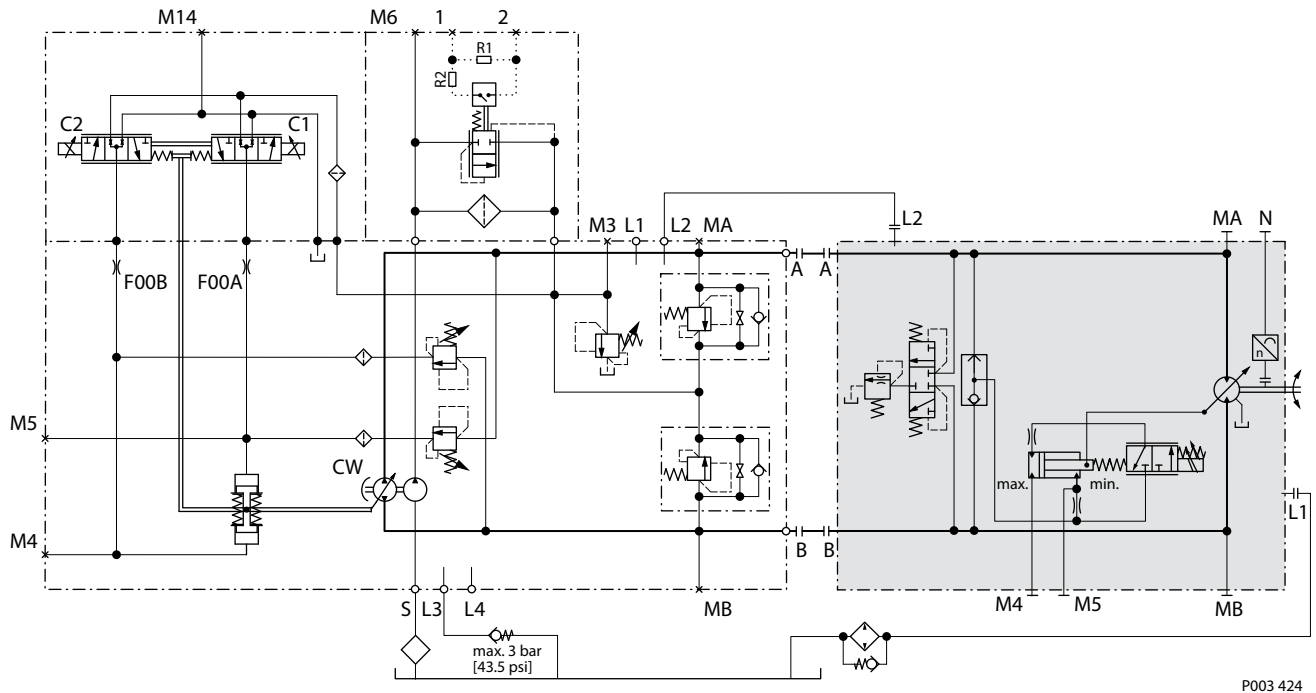 M14
M6
1
2
R1
R2
C2
C1
F00B
F00A
M3
L1
L2
MA
L2
MA
N
A
A
n
M5
CW
M4
max.
min.
L1
B
B
S
L3
L4
MB
M4
M5
MB
max. 3 bar
[43.5 psi]
P003 424